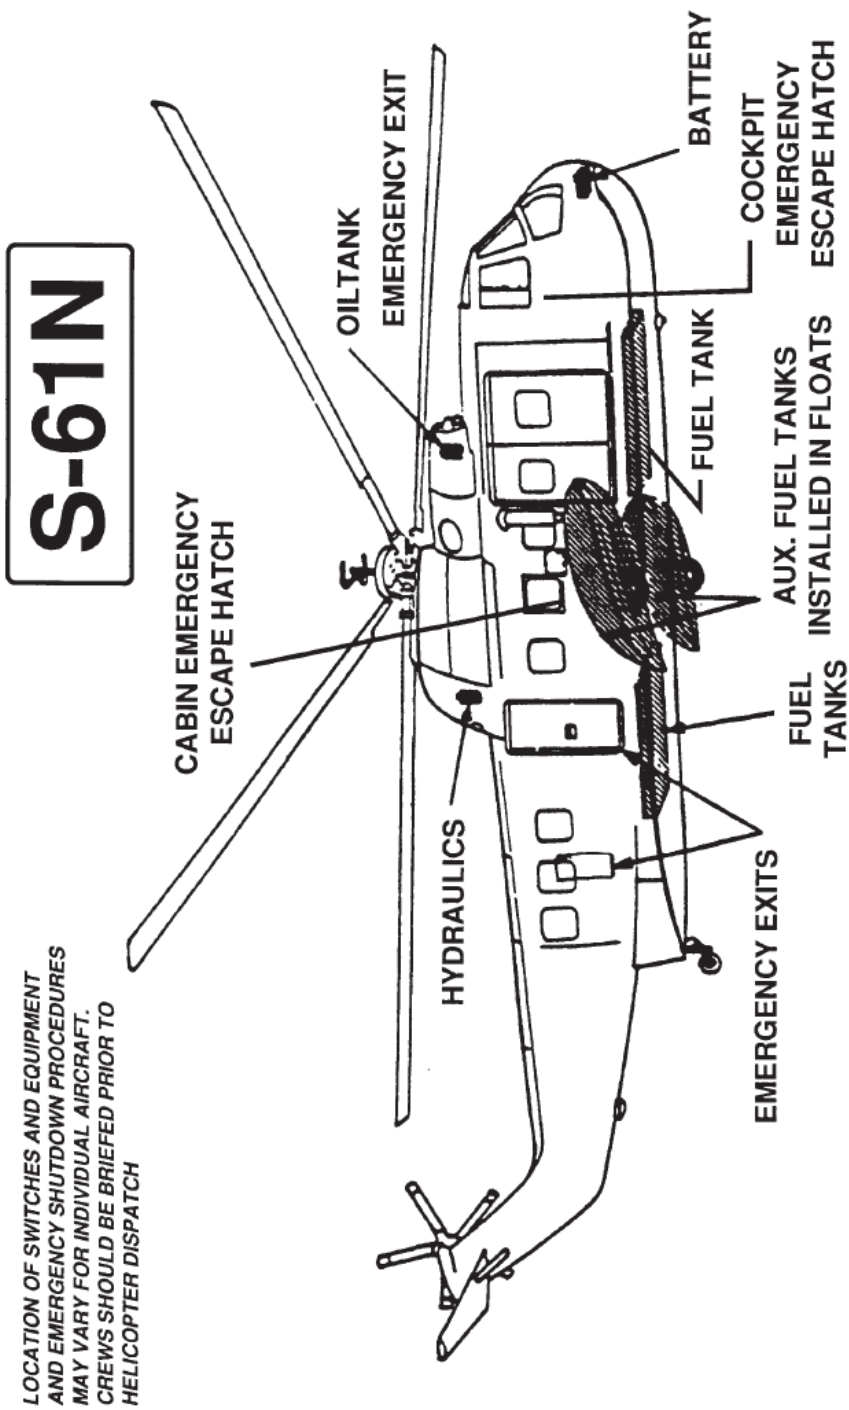 LOCATION OF SWITCHES AND EQUIPMENT
AND EMERGENCY SHUTDOWN PROCEDURES
MAY VARY FOR INDIVIDUAL AIRCRAFT.
CREWS SHOULD BE BRIEFED PRIOR TO
HELICOPTER DISPATCH
S-61N
CABIN EMERGENCY
ESCAPE HATCH
OILTANK
EMERGENCY EXIT
HYDRAULICS
BATTERY
COCKPIT
EMERGENCY
ESCAPE HATCH
FUEL TANK
AUX. FUEL TANKS
INSTALLED IN FLOATS
FUEL
TANKS
EMERGENCY EXITS